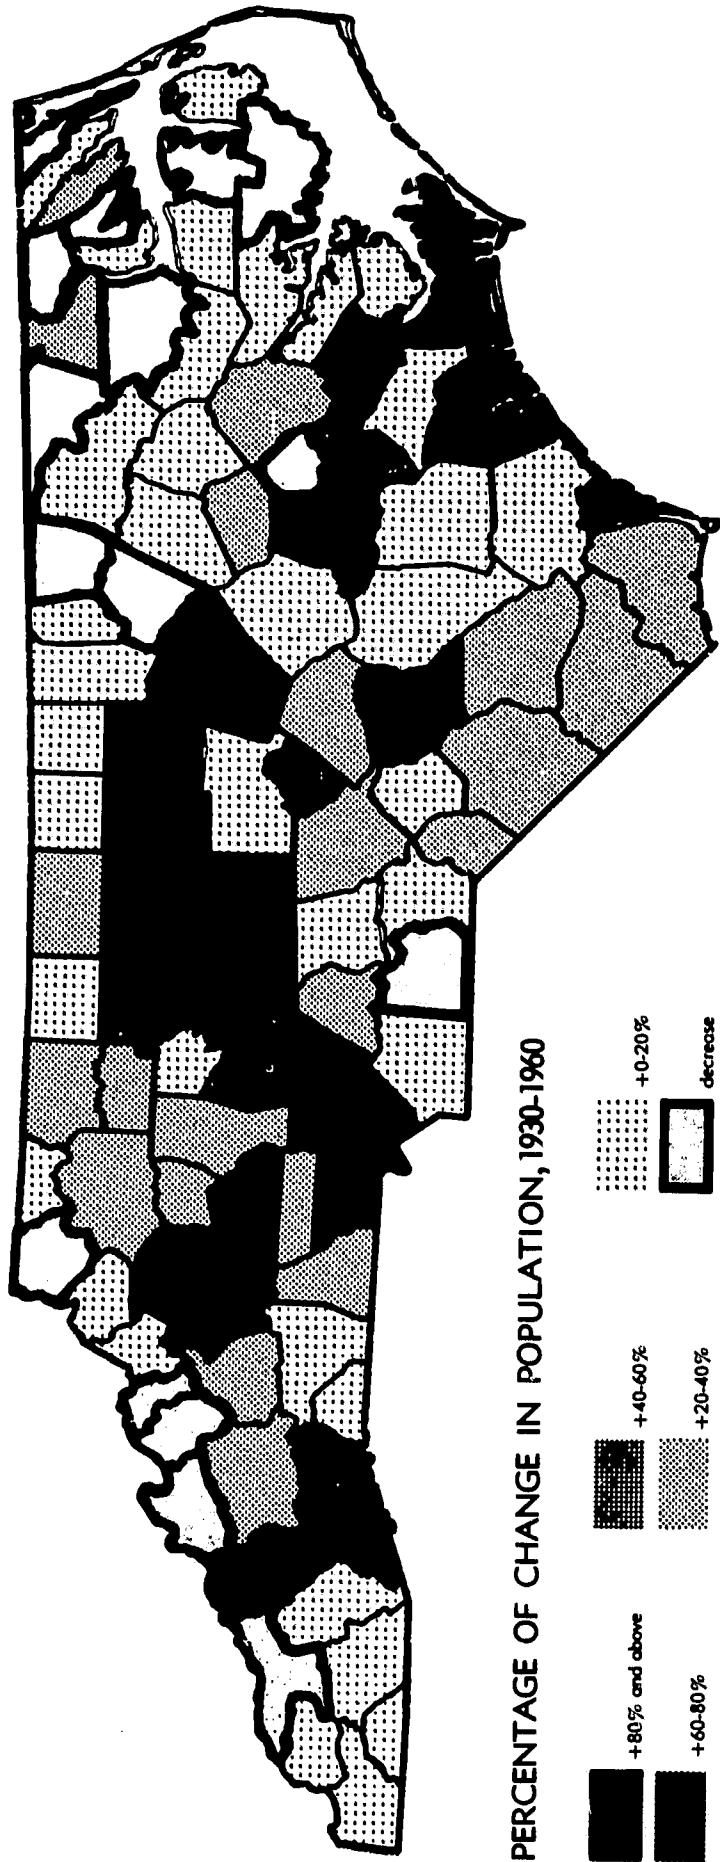 PERCENTAGE OF CHANGE IN POPULATION, 1930-1960
+80% and above
+60-80%
+40-60%
+20-40%
+0-20%
decrease